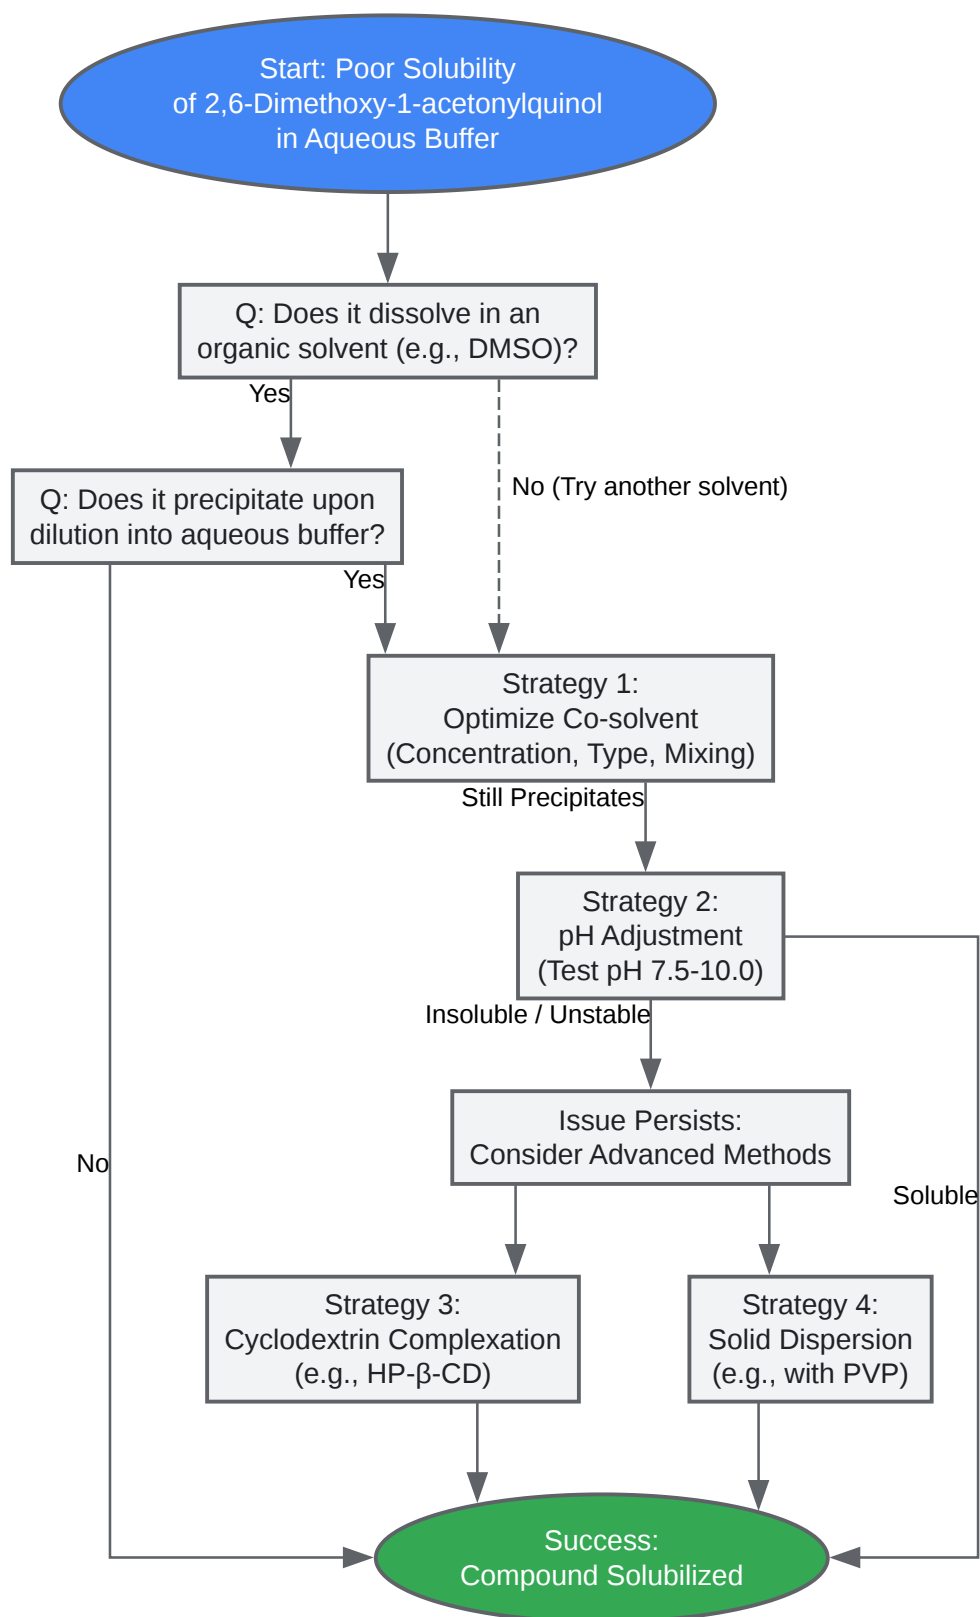 Start: Poor Solubility
of 2,6-Dimethoxy-1-acetonylquinol
in Aqueous Buffer
Q: Does it dissolve in an
organic solvent (e.g., DMSO)?
Yes
No (Try another solvent)
Q: Does it precipitate upon
dilution into aqueous buffer?
Yes
Strategy 1:
Optimize Co-solvent
(Concentration, Type, Mixing)
Still Precipitates
Strategy 2:
pH Adjustment
(Test pH 7.5-10.0)
Insoluble / Unstable
Issue Persists:
Consider Advanced Methods
No
Soluble
Strategy 3:
Cyclodextrin Complexation
(e.g., HP-β-CD)
Strategy 4:
Solid Dispersion
(e.g., with PVP)
Success:
Compound Solubilized